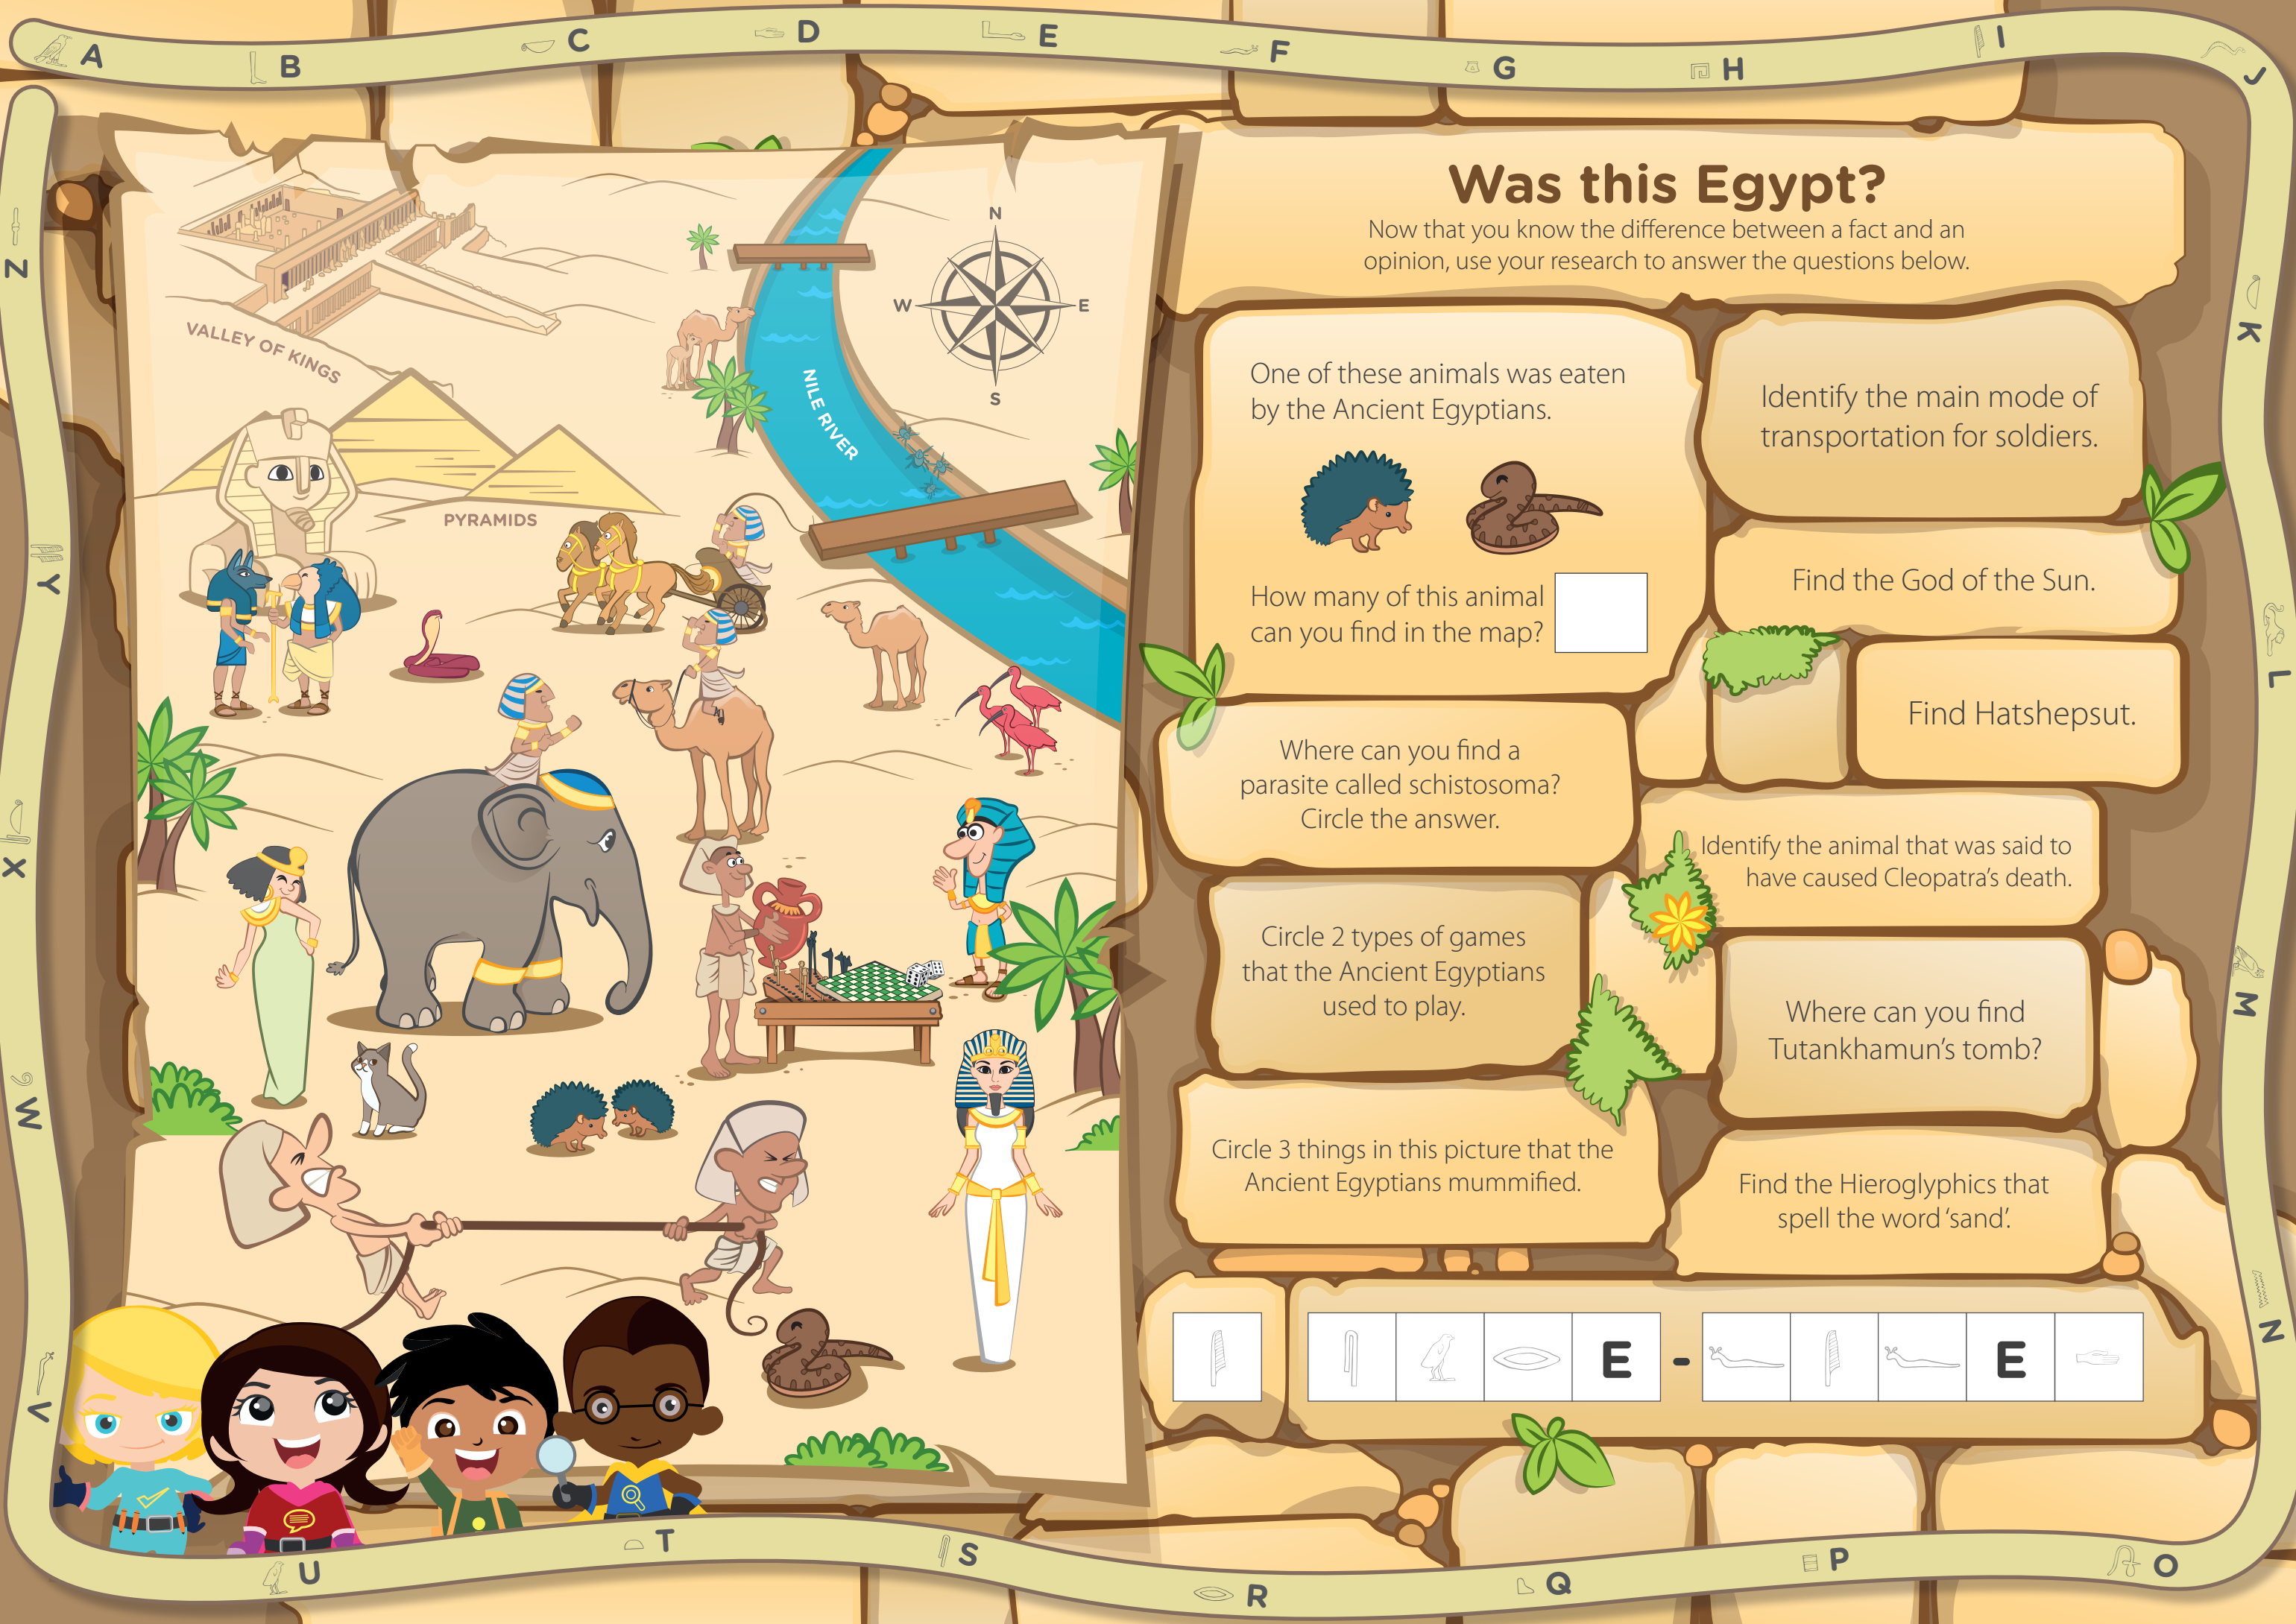 A
B
C
D
E
F
G
H
I
J
K
L
M
N
O
P
Q
R
S
T
U
V
W
X
Y
Z
VALLEY OF KINGS
PYRAMIDS
NILE RIVER
N
W
E
S
Was this Egypt?
Now that you know the difference between a fact and an
opinion, use your research to answer the questions below.
One of these animals was eaten
by the Ancient Egyptians.
How many of this animal
can you find in the map?
Identify the main mode of
transportation for soldiers.
Find the God of the Sun.
Find Hatshepsut.
Where can you find a
parasite called schistosoma?
Circle the answer.
Identify the animal that was said to
have caused Cleopatra's death.
Circle 2 types of games
that the Ancient Egyptians
used to play.
Where can you find
Tutankhamun's tomb?
Circle 3 things in this picture that the
Ancient Egyptians mummified.
Find the Hieroglyphics that
spell the word 'sand'.
E - E